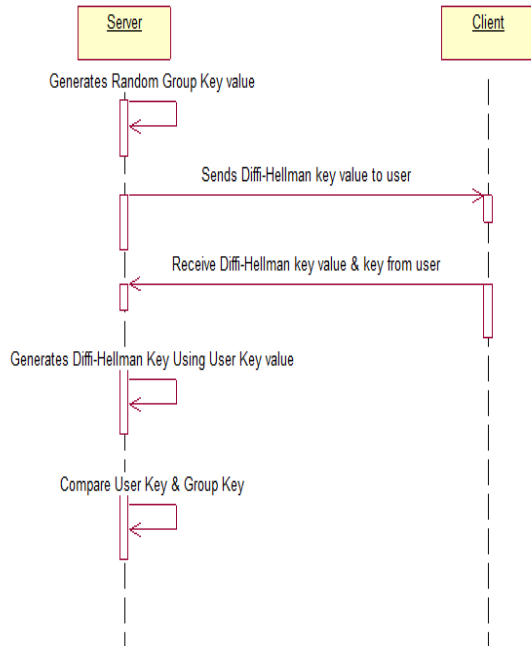 Server
Client
Generates Random Group Key value
Sends Diffi-Hellman key value to user
Receive Diffi-Hellman key value & key from user
Generates Diffi-Hellman Key Using User Key value
Compare User Key & Group Key